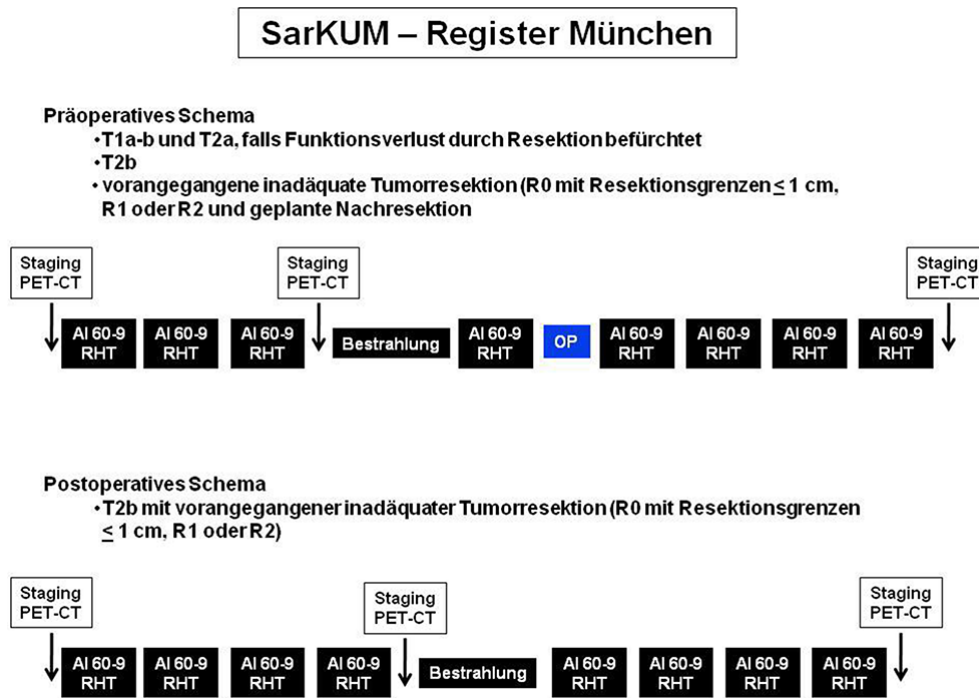 SarKUM – Register München
Präoperatives Schema
•T1a-b und T2a, falls Funktionsverlust durch Resektion befürchtet
•T2b
• vorangegangene inadäquate Tumorresektion (R0 mit Resektionsgrenzen ≤ 1 cm,
R1 oder R2 und geplante Nachresektion
Staging
PET-CT
Staging
PET-CT
Staging
PET-CT
AI 60-9
RHT
AI 60-9
RHT
AI 60-9
RHT
Bestrahlung
AI 60-9
RHT
OP
AI 60-9
RHT
AI 60-9
RHT
AI 60-9
RHT
AI 60-9
RHT
Postoperatives Schema
•T2b mit vorangegangener inadäquater Tumorresektion (R0 mit Resektionsgrenzen
≤ 1 cm, R1 oder R2)
Staging
PET-CT
Staging
PET-CT
Staging
PET-CT
AI 60-9
RHT
AI 60-9
RHT
AI 60-9
RHT
AI 60-9
RHT
Bestrahlung
AI 60-9
RHT
AI 60-9
RHT
AI 60-9
RHT
AI 60-9
RHT